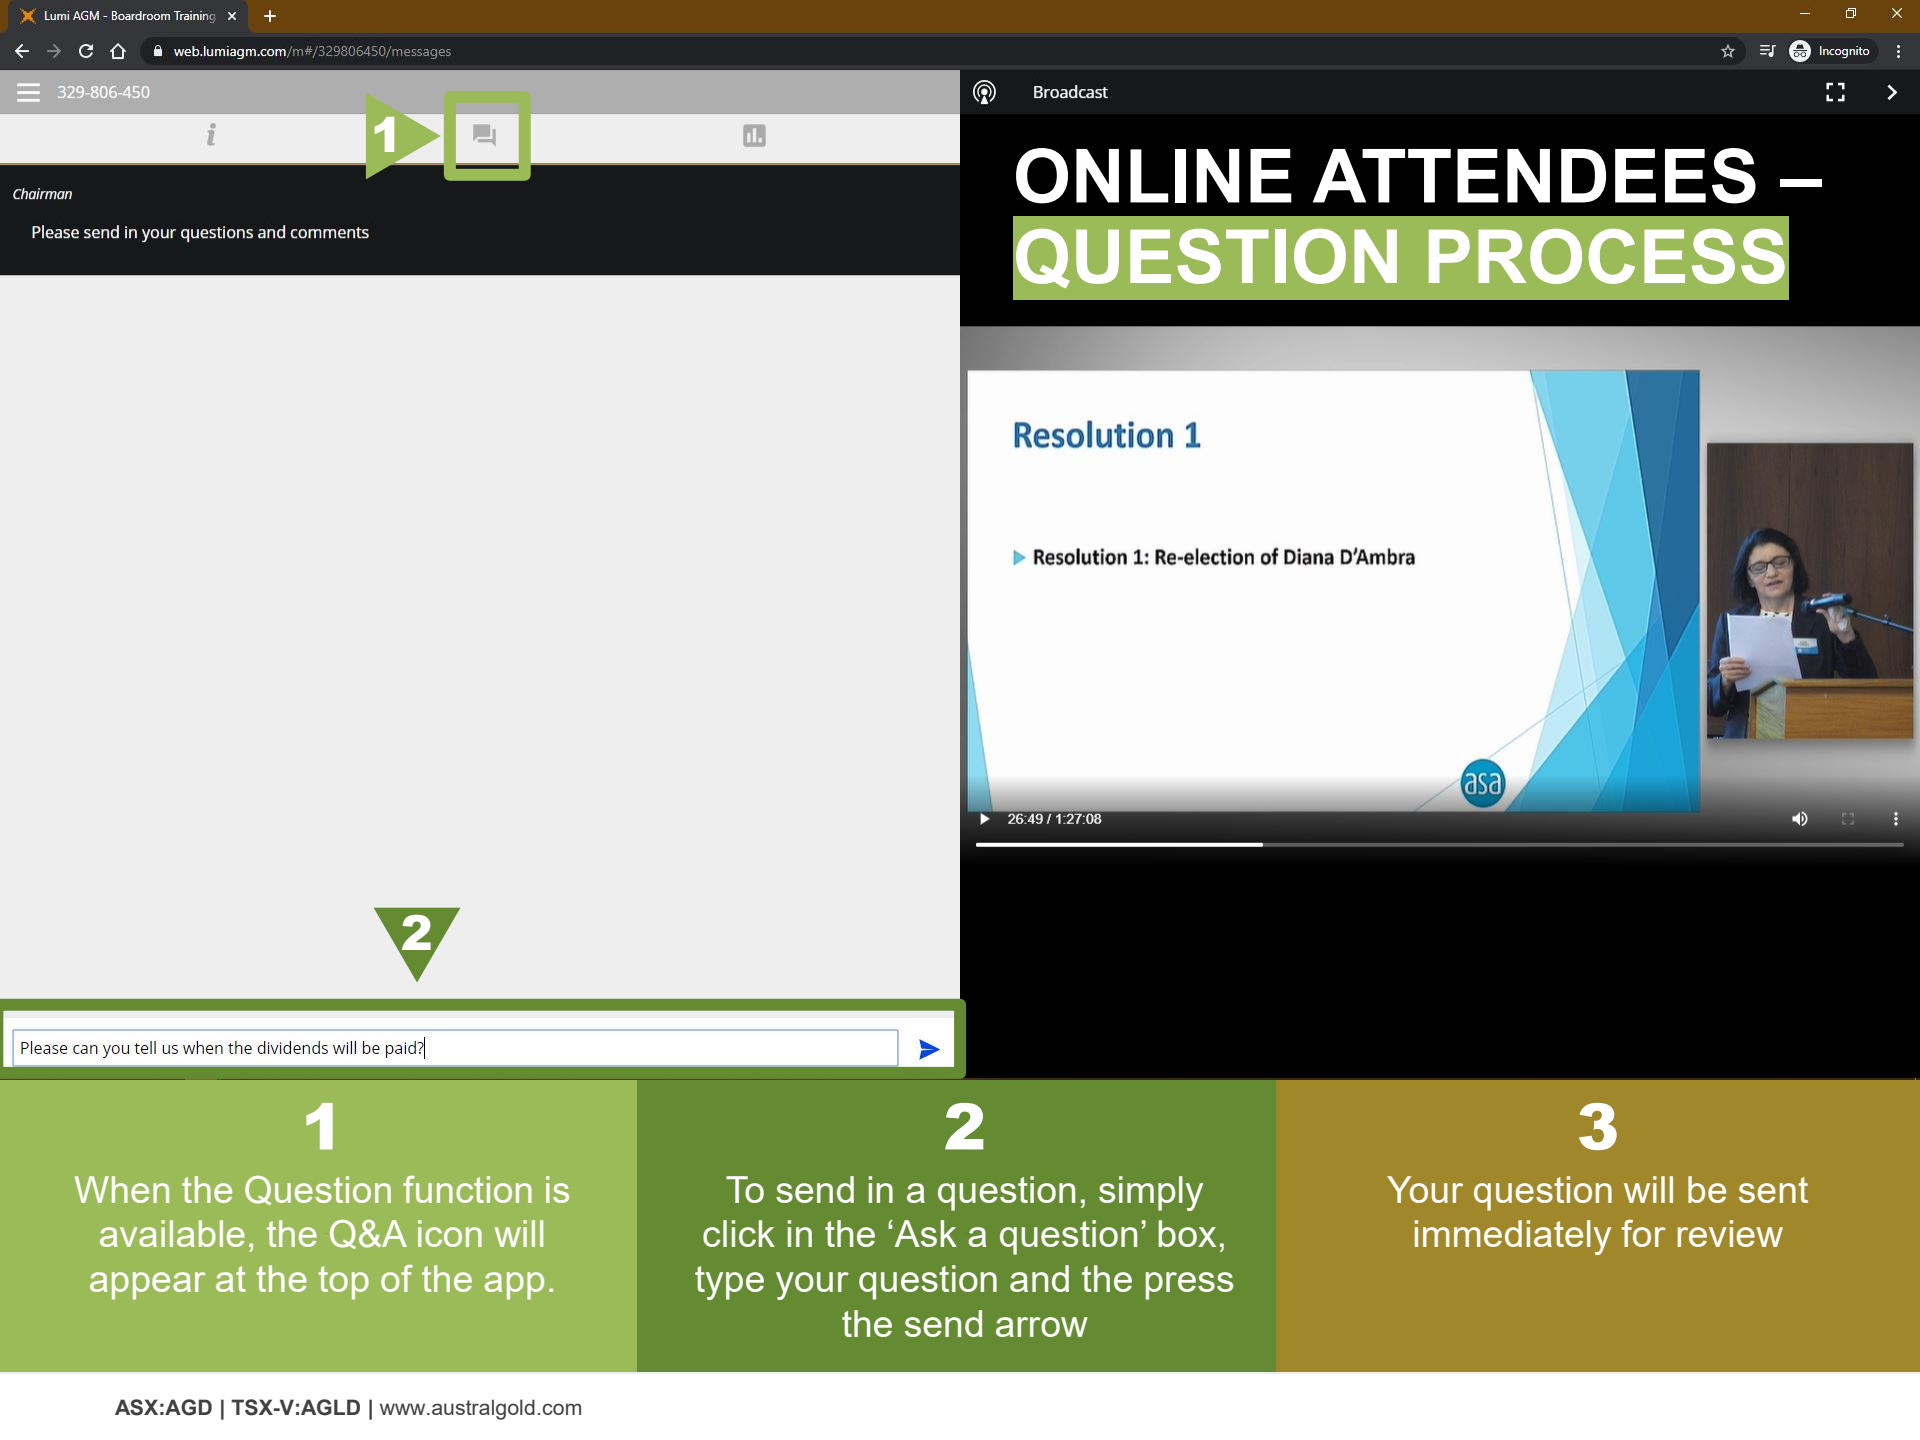 Lumi AGM - Boardroom Training
web.lumiagm.com/m#/329806450/messages
Incognito
329-806-450
1
Chairman
Please send in your questions and comments
Broadcast
ONLINE ATTENDEES –
QUESTION PROCESS
Resolution 1
Resolution 1: Re-election of Diana D'Ambra
asa
26:49 / 1:27:08
2
Please can you tell us when the dividends will be paid?
1
When the Question function is
available, the Q&A icon will
appear at the top of the app.
2
To send in a question, simply
click in the ‘Ask a question’ box,
type your question and the press
the send arrow
3
Your question will be sent
immediately for review
ASX:AGD | TSX-V:AGLD | www.australgold.com